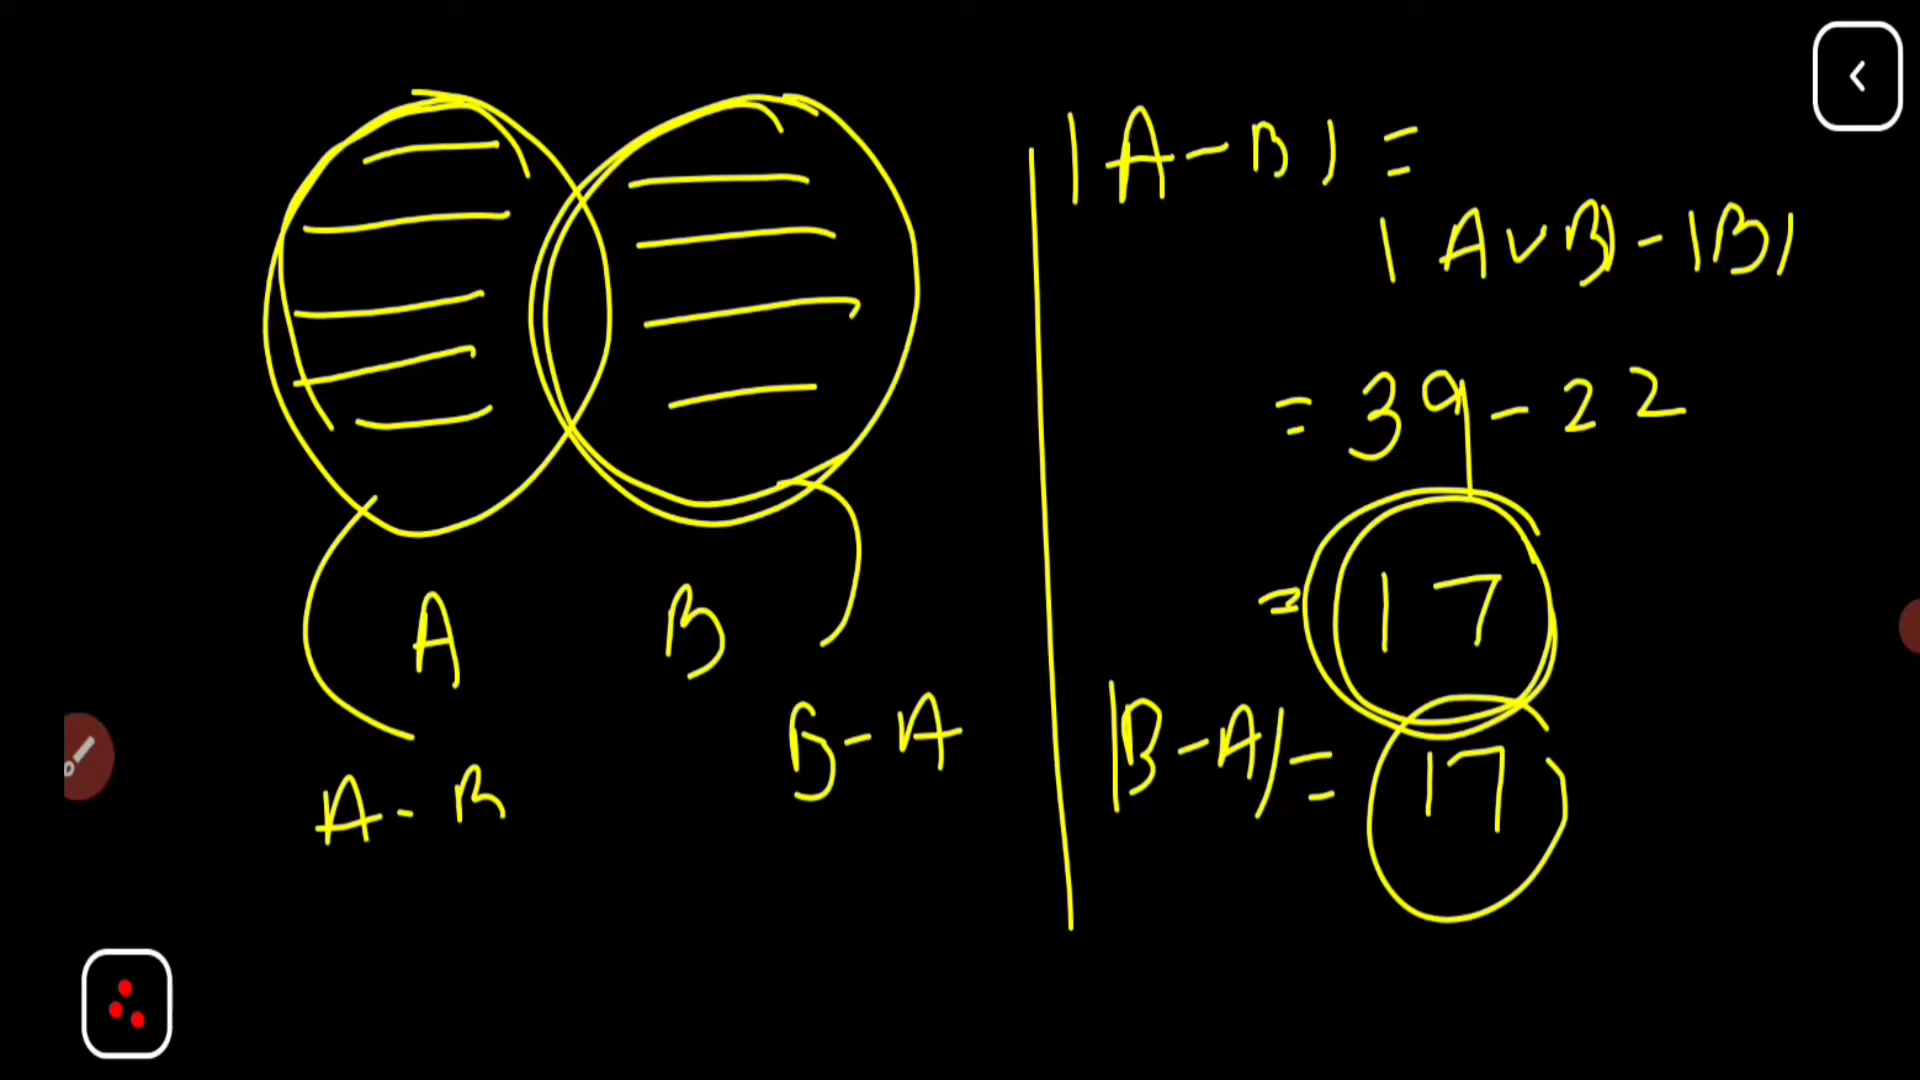 A
B
A - B
B - A
|A - B| =
|A ∪ B| - |B|
= 39 - 22
= 17
|B - A| = 17